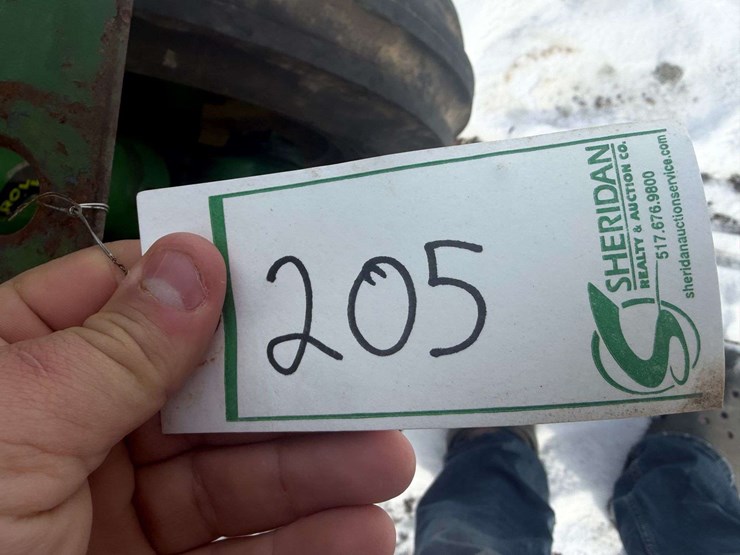 205
SHERIDAN
REALTY & AUCTION CO.
517.676.9800
sheridanauctionservice.com